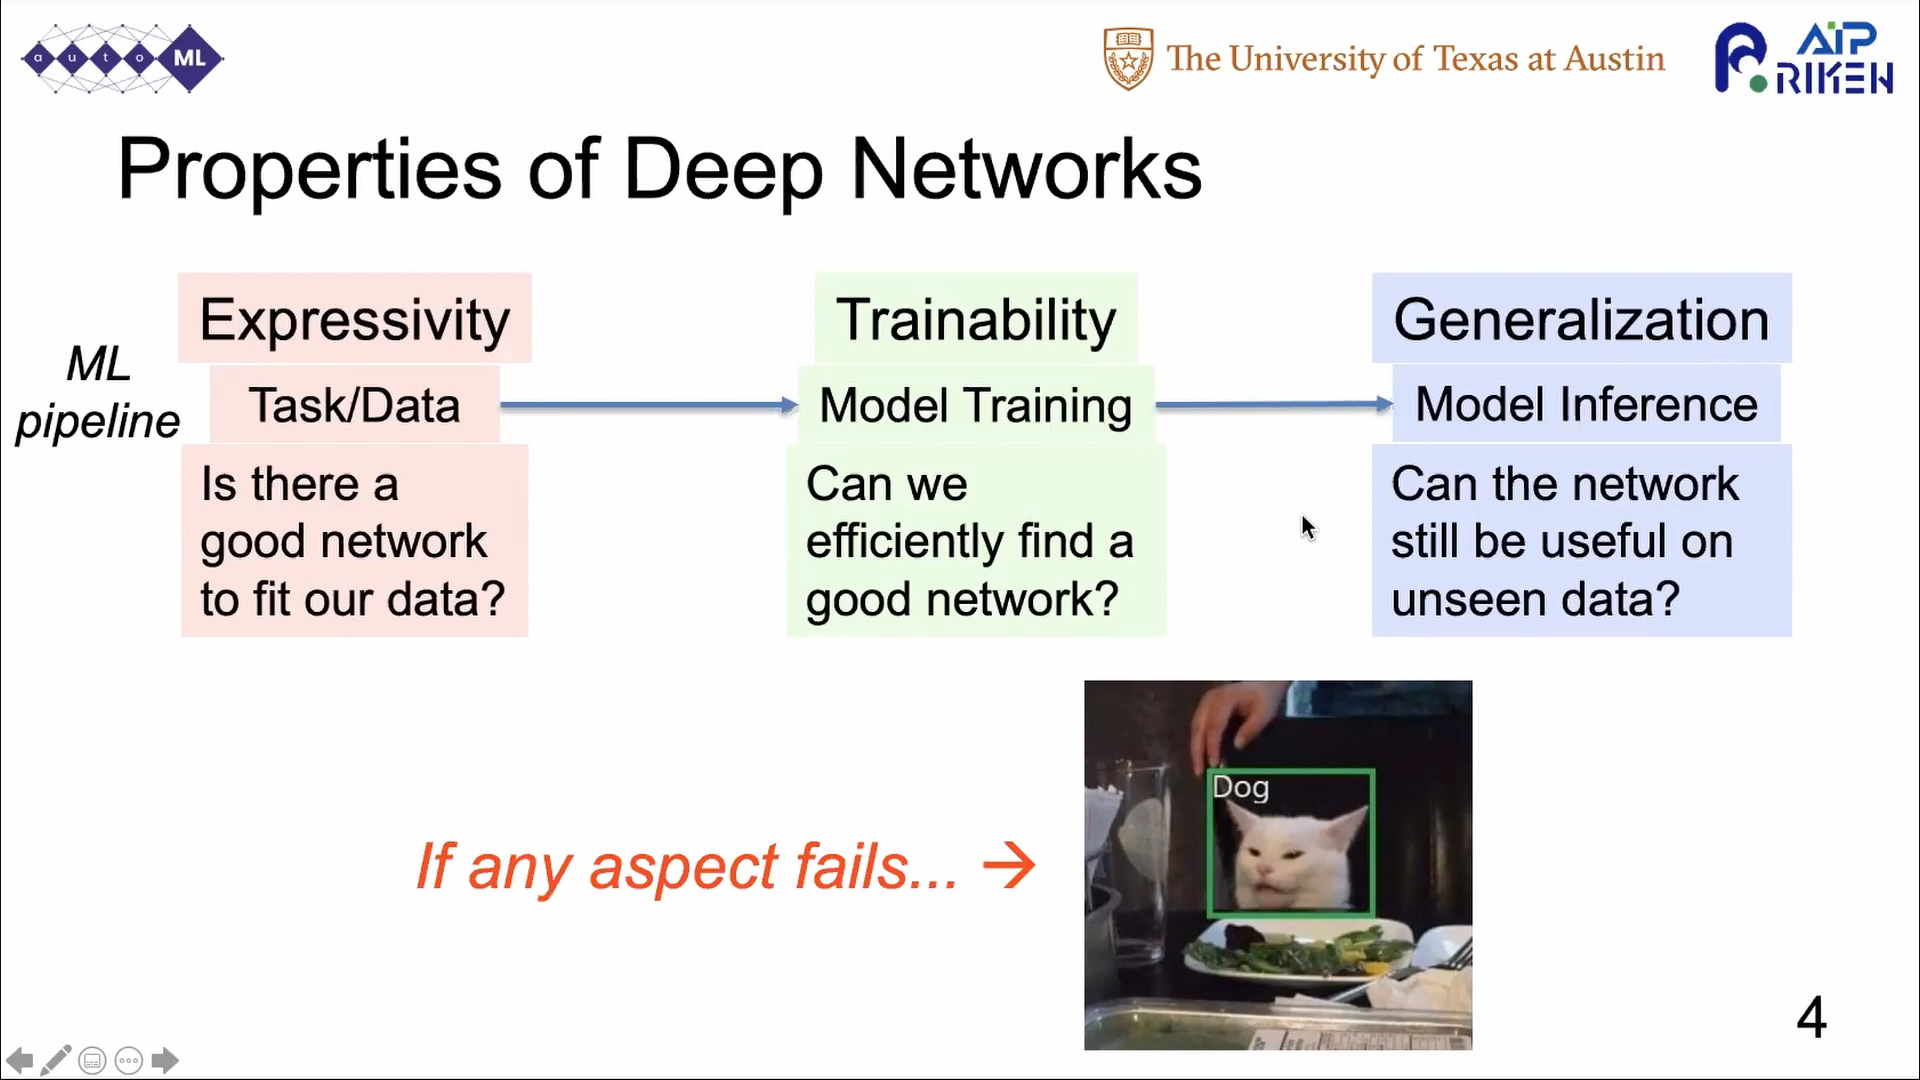 auto ML
The University of Texas at Austin
AIP
RIKEN
Properties of Deep Networks
ML
pipeline
Expressivity
Task/Data
Is there a
good network
to fit our data?
Trainability
Model Training
Can we
efficiently find a
good network?
Generalization
Model Inference
Can the network
still be useful on
unseen data?
If any aspect fails... →
Dog
4